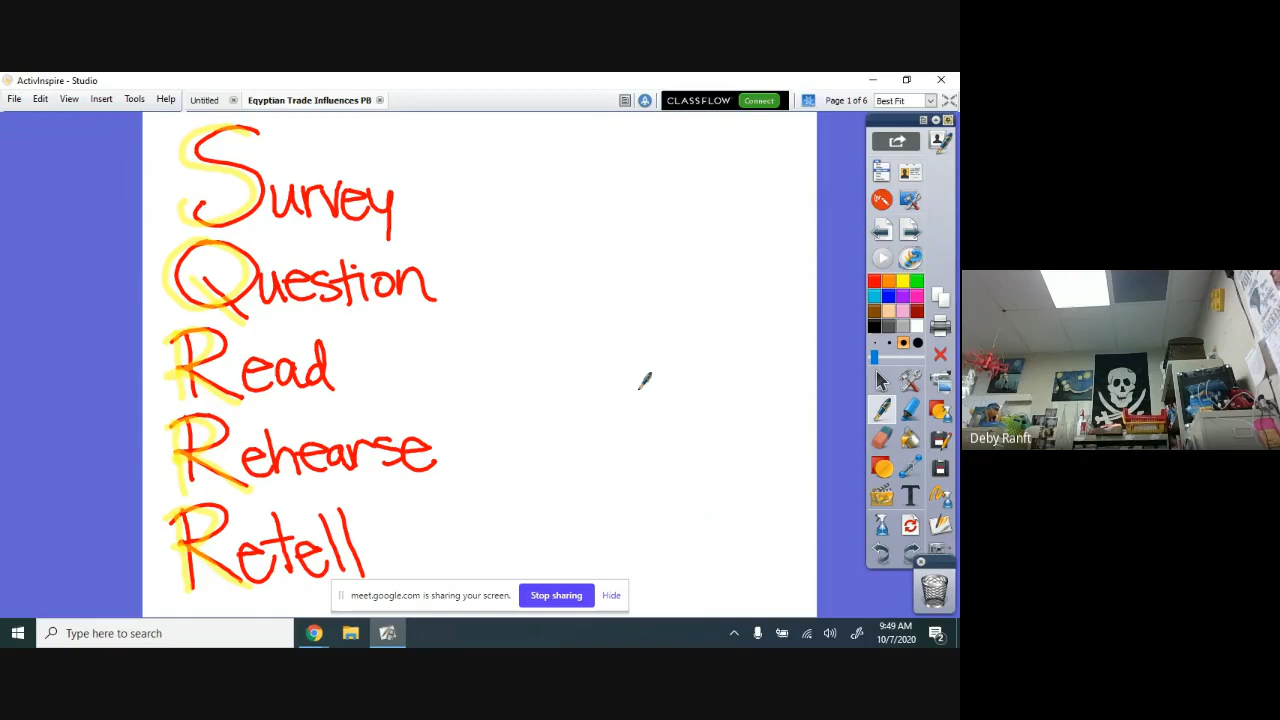 ActivInspire - Studio
File Edit View Insert Tools Help Untitled Egyptian Trade Influences PB CLASSFLOW Connect Page 1 of 6 Best Fit
Survey
Question
Read
Rehearse
Retell
Deby Ranft
meet.google.com is sharing your screen. Stop sharing Hide
Type here to search
9:49 AM
10/7/2020
2